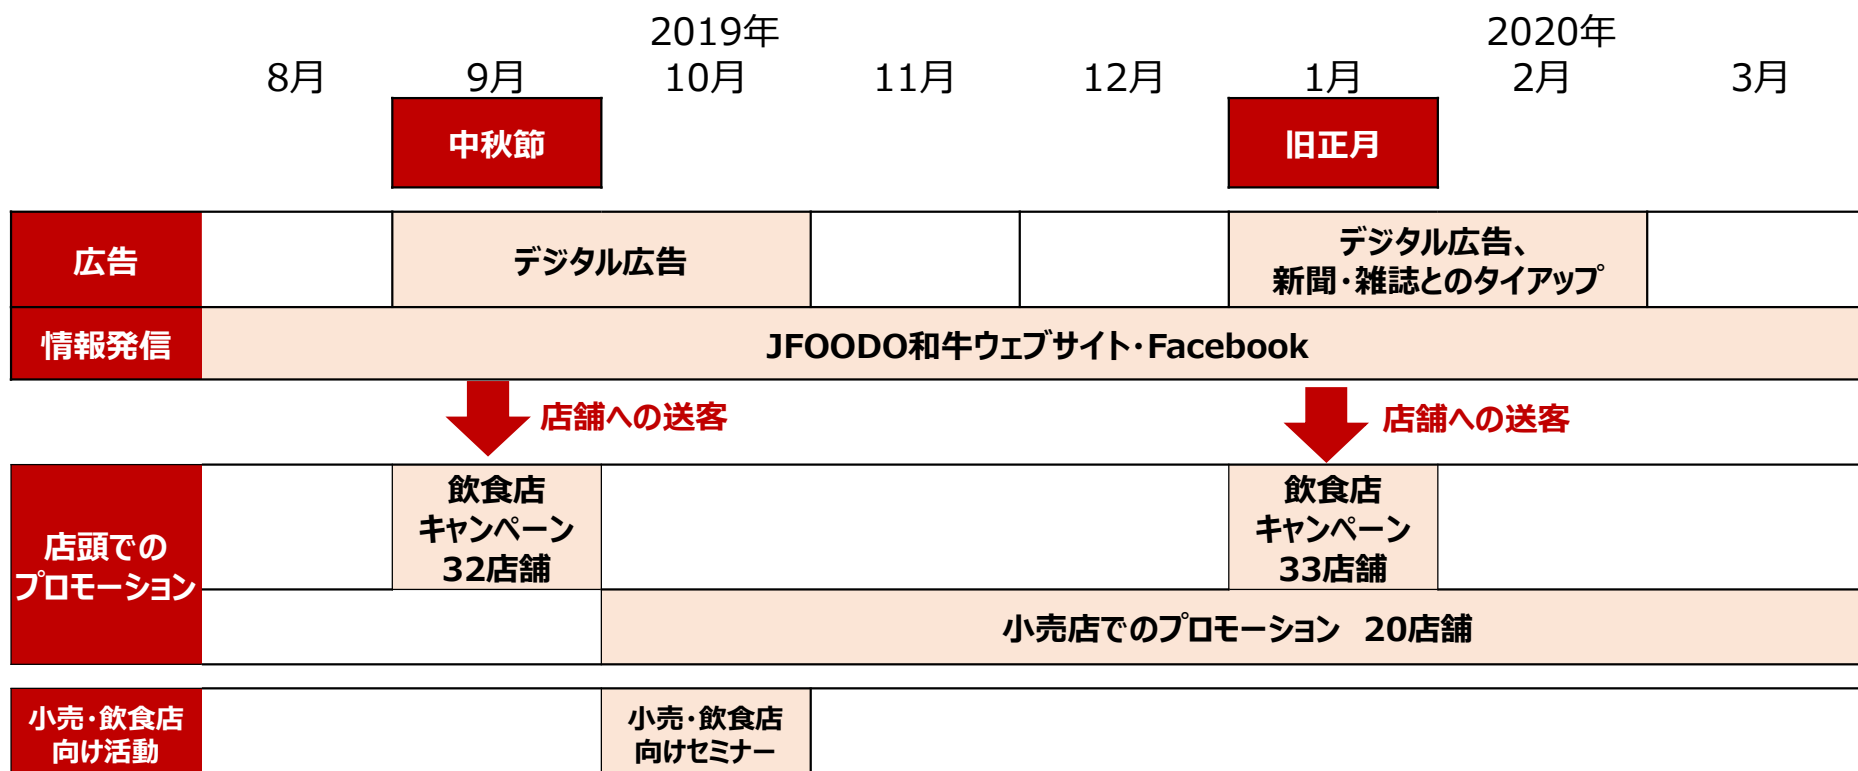 2019年
2020年
8月 9月 10月 11月 12月 1月 2月 3月
中秋節
旧正月
広告
デジタル広告
デジタル広告、
新聞・雑誌とのタイアップ
情報発信
JFOODO和牛ウェブサイト・Facebook
店舗への送客
店舗への送客
店頭での
プロモーション
飲食店
キャンペーン
32店舗
飲食店
キャンペーン
33店舗
小売店でのプロモーション 20店舗
小売・飲食店
向け活動
小売・飲食店
向けセミナー